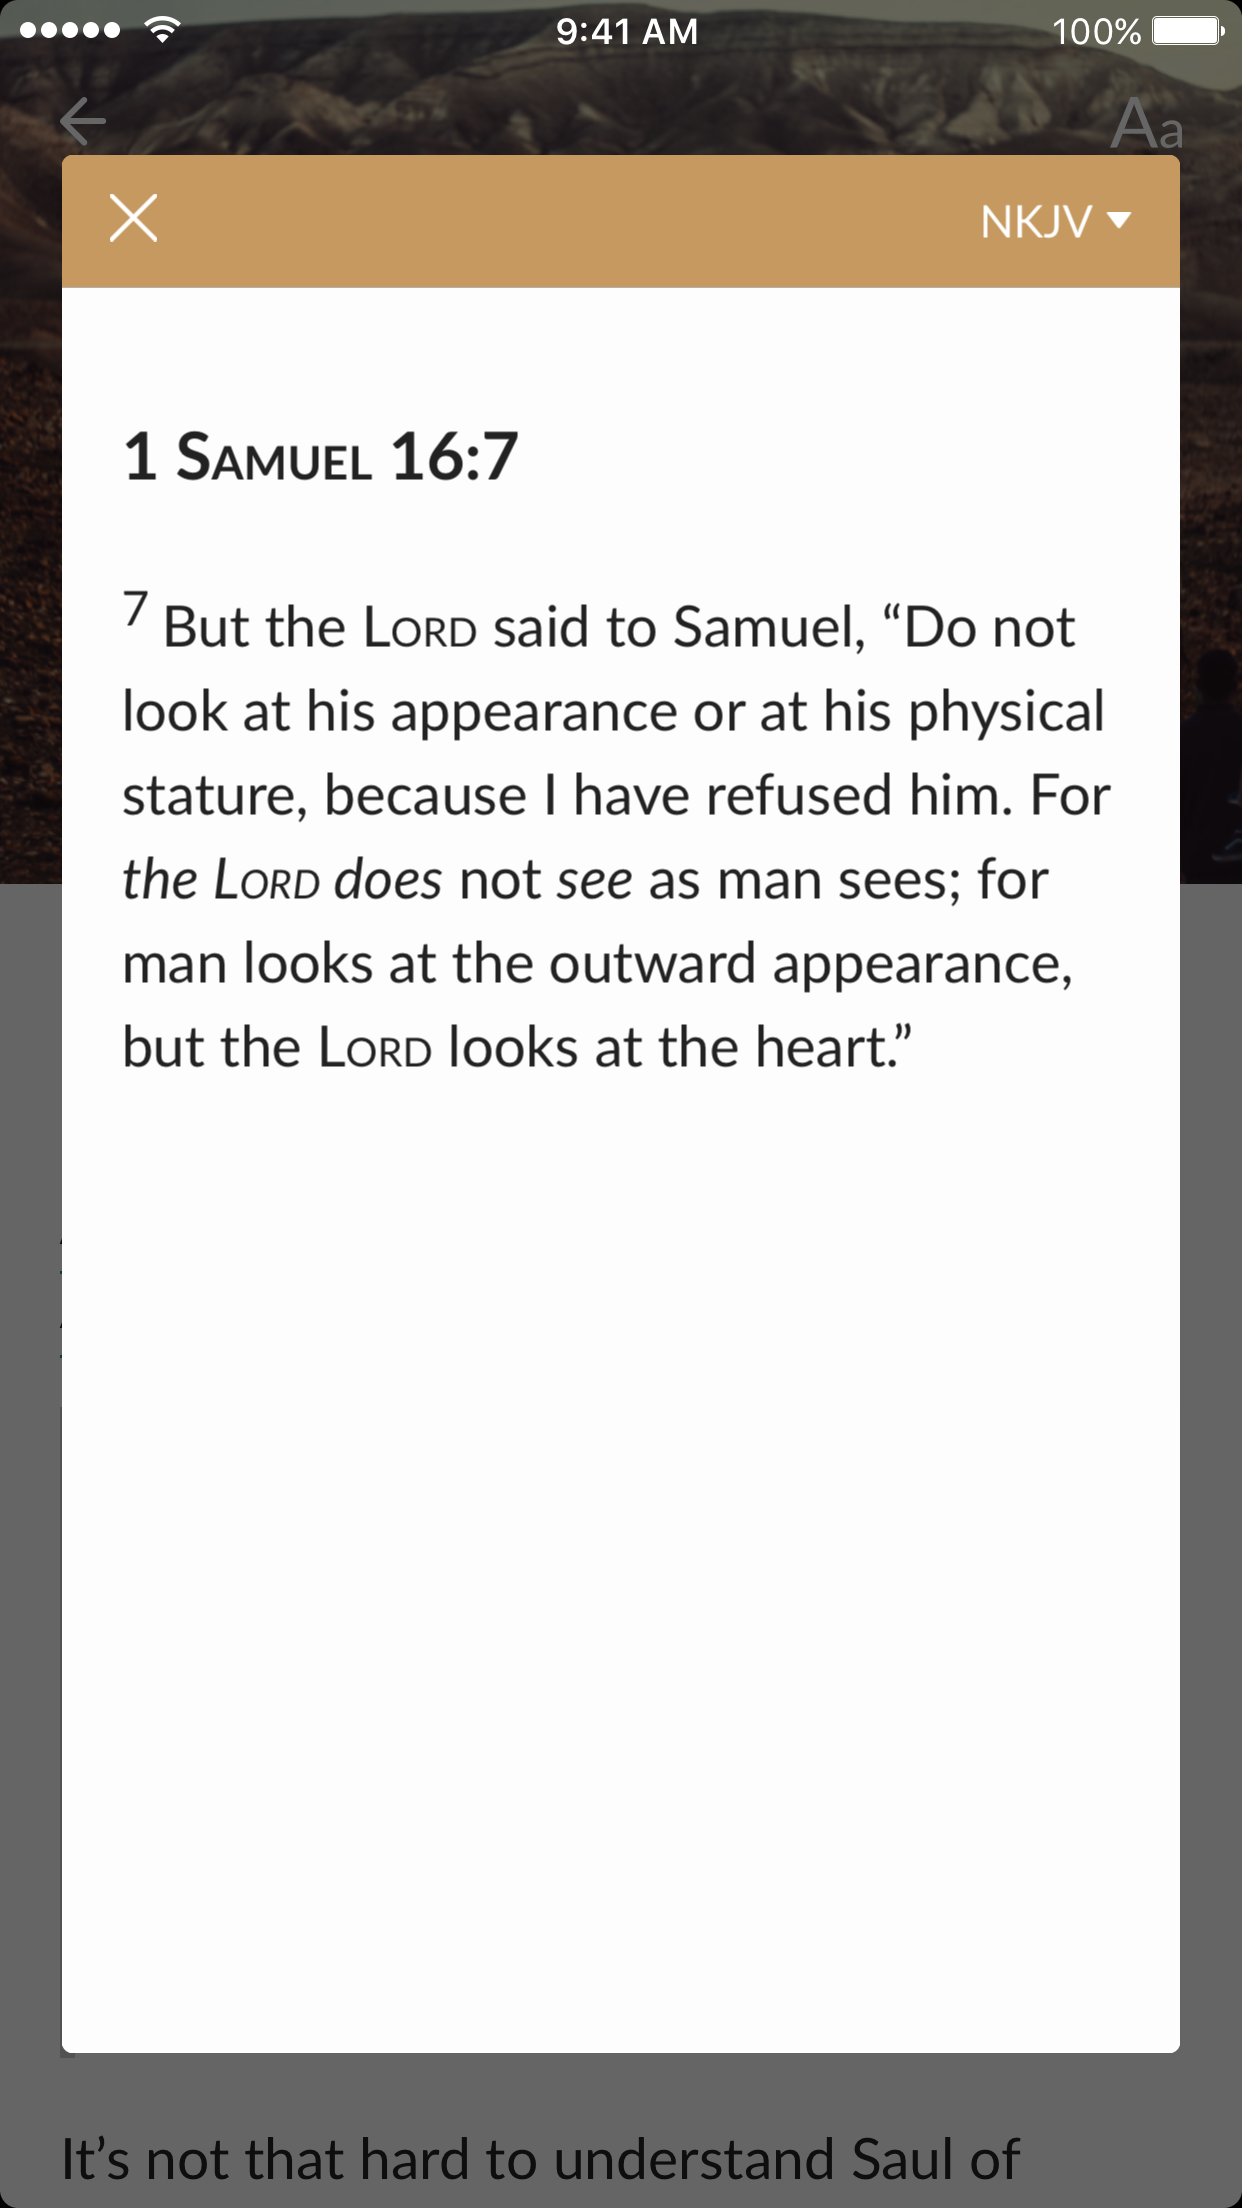 9:41 AM
100%
Aa
NKJV
1 SAMUEL 16:7
7 But the LORD said to Samuel, “Do not
look at his appearance or at his physical
stature, because I have refused him. For
the LORD does not see as man sees; for
man looks at the outward appearance,
but the LORD looks at the heart.”
It’s not that hard to understand Saul of